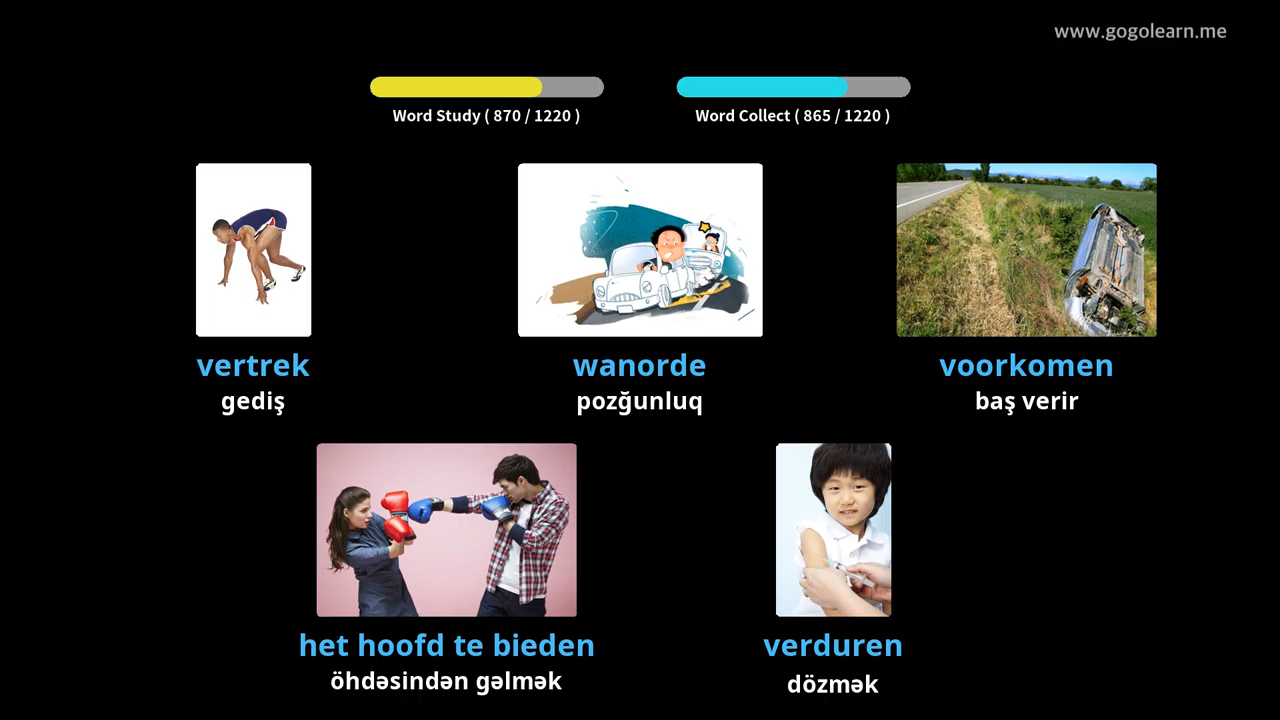 www.gogolearn.me
Word Study ( 870 / 1220 )
Word Collect ( 865 / 1220 )
vertrek
gediş
wanorde
pozğunluq
voorkomen
baş verir
het hoofd te bieden
öhdəsindən gəlmək
verduren
dözmək